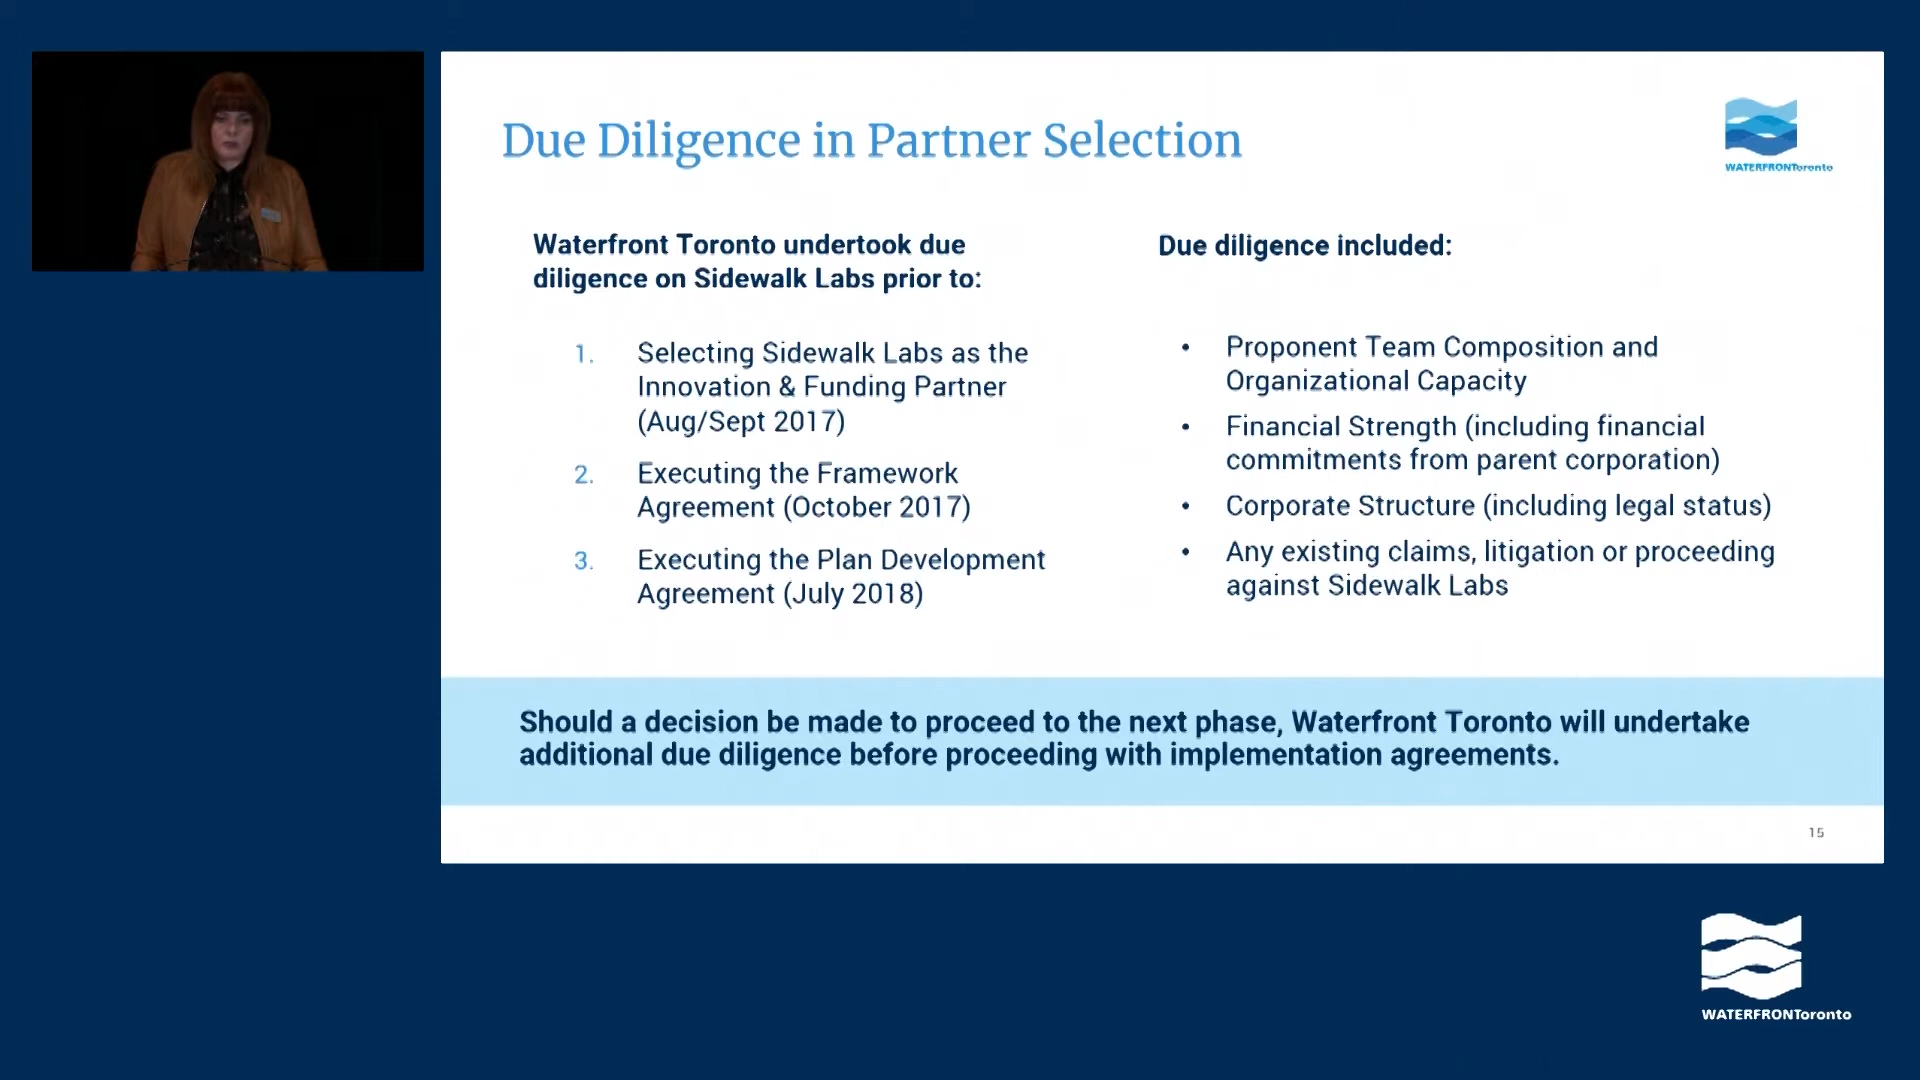 Due Diligence in Partner Selection
WATERFRONToronto
Waterfront Toronto undertook due
diligence on Sidewalk Labs prior to:
1. Selecting Sidewalk Labs as the
Innovation & Funding Partner
(Aug/Sept 2017)
2. Executing the Framework
Agreement (October 2017)
3. Executing the Plan Development
Agreement (July 2018)
Due diligence included:
• Proponent Team Composition and
Organizational Capacity
• Financial Strength (including financial
commitments from parent corporation)
• Corporate Structure (including legal status)
• Any existing claims, litigation or proceeding
against Sidewalk Labs
Should a decision be made to proceed to the next phase, Waterfront Toronto will undertake
additional due diligence before proceeding with implementation agreements.
15
WATERFRONToronto